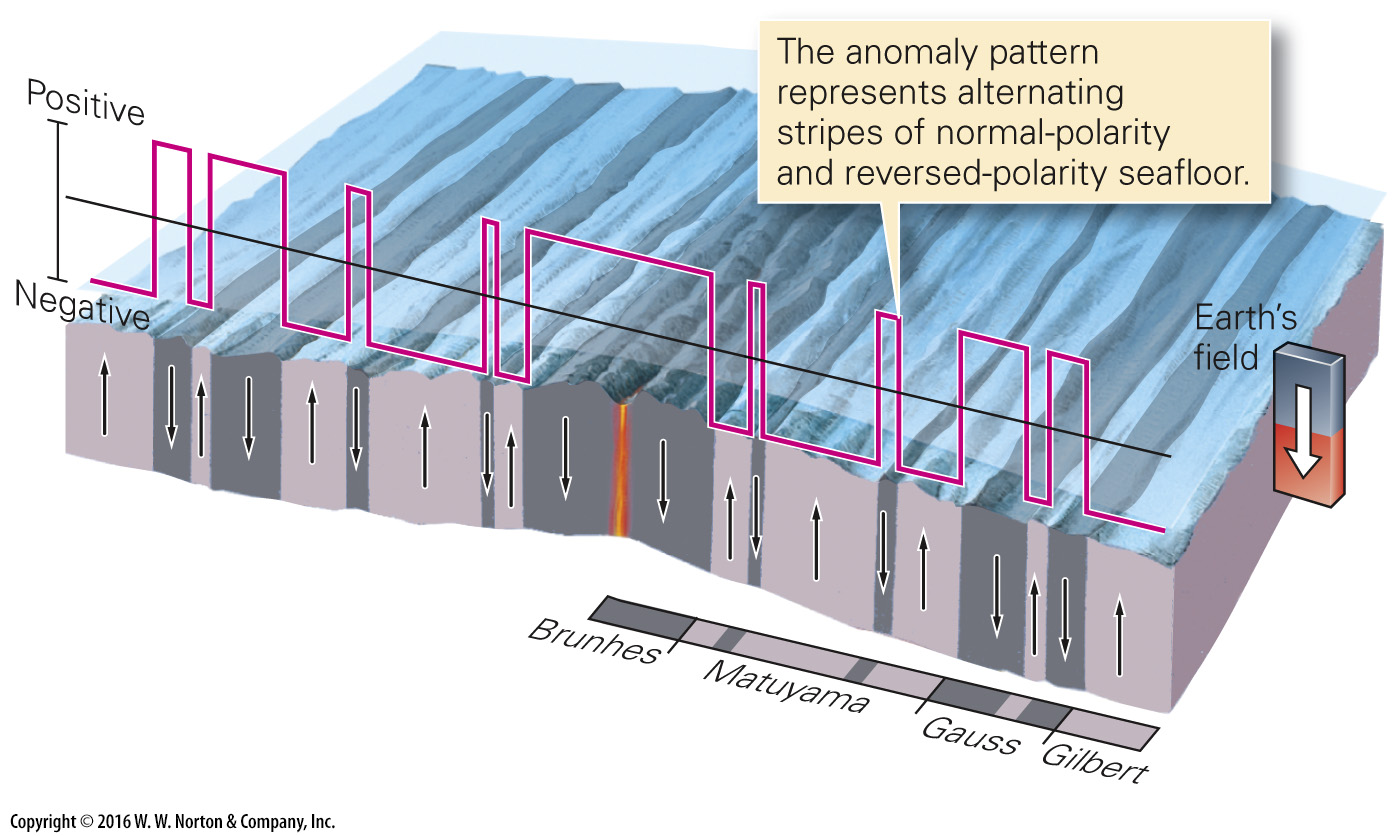 The anomaly pattern
represents alternating
stripes of normal-polarity
and reversed-polarity seafloor.
Positive
Negative
Earth’s
field
Brunhes
Matuyama
Gauss
Gilbert
Copyright © 2016 W. W. Norton & Company, Inc.